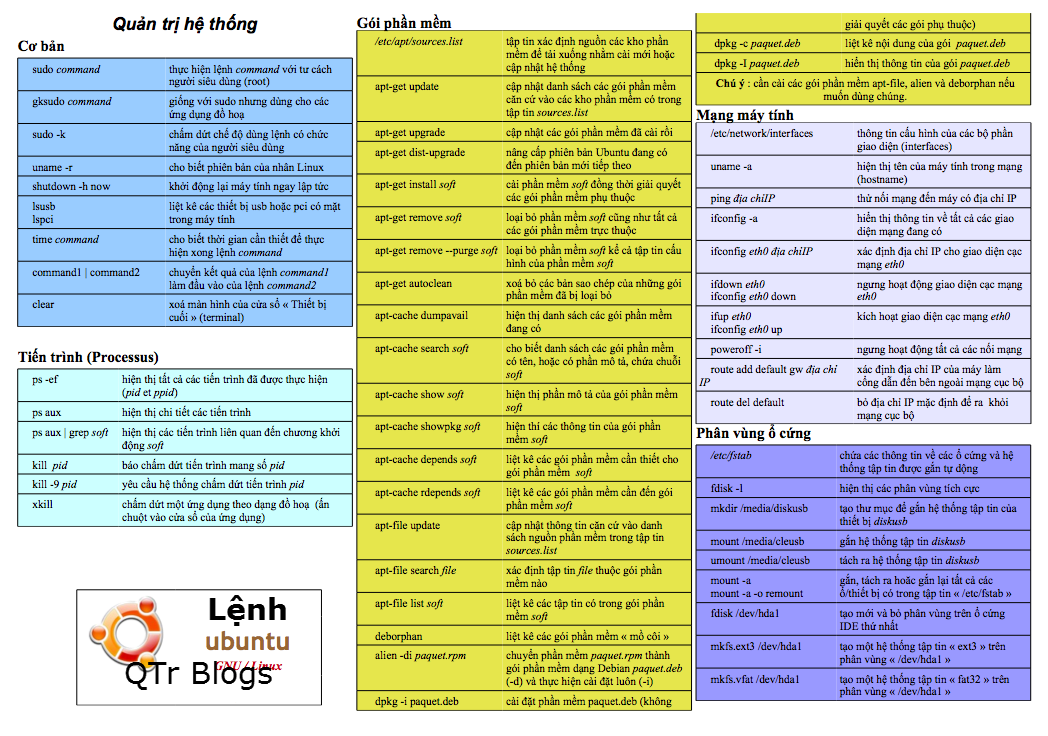 Quản trị hệ thống
Cơ bản
sudo command thực hiện lệnh command với tư cách
người siêu dùng (root)
gksudo command giống với sudo nhưng dùng cho các
ứng dụng đồ hoạ
sudo -k chấm dứt chế độ dùng lệnh có chức
năng của người siêu dùng
uname -r cho biết phiên bản của nhân Linux
shutdown -h now khởi động lại máy tính ngay lập tức
lsusb liệt kê các thiết bị usb hoặc pci có mặt
lspci trong máy tính
time command cho biết thời gian cần thiết để thực
hiện xong lệnh command
command1 | command2 chuyển kết quả của lệnh command1
làm đầu vào của lệnh command2
clear xoá màn hình của cửa sổ « Thiết bị
cuối » (terminal)
Tiến trình (Processus)
ps -ef hiện thị tất cả các tiến trình đã được thực hiện
(pid et ppid)
ps aux hiện thị chi tiết các tiến trình
ps aux | grep soft hiện thị các tiến trình liên quan đến chương khởi
động soft
kill pid báo chấm dứt tiến trình mang số pid
kill -9 pid yêu cầu hệ thống chấm dứt tiến trình pid
xkill chấm dứt một ứng dụng theo dạng đồ hoạ (ấn
chuột vào cửa sổ của ứng dụng)
Lệnh
ubuntu
GNU / Linux
QTr Blogs
Gói phần mềm
/etc/apt/sources.list tập tin xác định nguồn các kho phần
mềm để tải xuống nhằm cài mới hoặc
cập nhật hệ thống
apt-get update cập nhật danh sách các gói phần mềm
căn cứ vào các kho phần mềm có trong
tập tin sources.list
apt-get upgrade cập nhật các gói phần mềm đã cài rồi
apt-get dist-upgrade nâng cấp phiên bản Ubuntu đang có
đến phiên bản mới tiếp theo
apt-get install soft cài phần mềm soft đồng thời giải quyết
các gói phần mềm phụ thuộc
apt-get remove soft loại bỏ phần mềm soft cũng như tất cả
các gói phần mềm trực thuộc
apt-get remove --purge soft loại bỏ phần mềm soft kể cả tập tin cấu
hình của phần mềm soft
apt-get autoclean xoá bỏ các bản sao chép của những gói
phần mềm đã bị loại bỏ
apt-cache dumpavail hiện thị danh sách các gói phần mềm
đang có
apt-cache search soft cho biết danh sách các gói phần mềm
có tên, hoặc có phần mô tả, chứa chuỗi
soft
apt-cache show soft hiện thị phần mô tả của gói phần mềm
soft
apt-cache showpkg soft hiện thí các thông tin của gói phần
mềm soft
apt-cache depends soft liệt kê các gói phần mềm cần thiết cho
gói phần mềm soft
apt-cache rdepends soft liệt kê các gói phần mềm cần đến gói
phần mềm soft
apt-file update cập nhật thông tin căn cứ vào danh
sách nguồn phần mềm trong tập tin
sources.list
apt-file search file xác định tập tin file thuộc gói phần
mềm nào
apt-file list soft liệt kê các tập tin có trong gói phần
mềm soft
deborphan liệt kê các gói phần mềm « mồ côi »
alien -di paquet.rpm chuyển phần mềm paquet.rpm thành
gói phần mềm dạng Debian paquet.deb
(-d) và thực hiện cài đặt luôn (-i)
dpkg -i paquet.deb cài đặt phần mềm paquet.deb (không
giải quyết các gói phụ thuộc)
dpkg -c paquet.deb liệt kê nội dung của gói paquet.deb
dpkg -I paquet.deb hiển thị thông tin của gói paquet.deb
Chú ý : cần cài các gói phần mềm apt-file, alien và deborphan nếu
muốn dùng chúng.
Mạng máy tính
/etc/network/interfaces thông tin cấu hình của các bộ phần
giao diện (interfaces)
uname -a hiển thị tên của máy tính trong mạng
(hostname)
ping địa chỉIP thử nối mạng đến máy có địa chỉ IP
ifconfig -a hiển thị thông tin về tất cả các giao
diện mạng đang có
ifconfig eth0 địa chỉIP xác định địa chỉ IP cho giao diện cạc
mạng eth0
ifdown eth0 ngưng hoạt động giao diện cạc mạng
ifconfig eth0 down eth0
ifup eth0 kích hoạt giao diện cạc mạng eth0
ifconfig eth0 up
poweroff -i ngưng hoạt động tất cả các nối mạng
route add default gw địa chỉ xác định địa chỉ IP của máy làm
IP cổng dẫn đến bên ngoài mạng cục bộ
route del default bỏ địa chỉ IP mặc định để ra khỏi
mạng cục bộ
Phân vùng ổ cứng
/etc/fstab chứa các thông tin về các ổ cứng và hệ
thống tập tin được gắn tự động
fdisk -l hiện thị các phân vùng tích cực
mkdir /media/diskusb tạo thư mục để gắn hệ thống tập tin của
thiết bị diskusb
mount /media/cleusb gắn hệ thống tập tin diskusb
umount /media/cleusb tách ra hệ thống tập tin diskusb
mount -a gắn, tách ra hoặc gắn lại tất cả các
mount -a -o remount ổ/thiết bị có trong tập tin « /etc/fstab »
fdisk /dev/hda1 tạo mới và bỏ phân vùng trên ổ cứng
IDE thứ nhất
mkfs.ext3 /dev/hda1 tạo một hệ thống tập tin « ext3 » trên
phân vùng « /dev/hda1 »
mkfs.vfat /dev/hda1 tạo một hệ thống tập tin « fat32 » trên
phân vùng « /dev/hda1 »